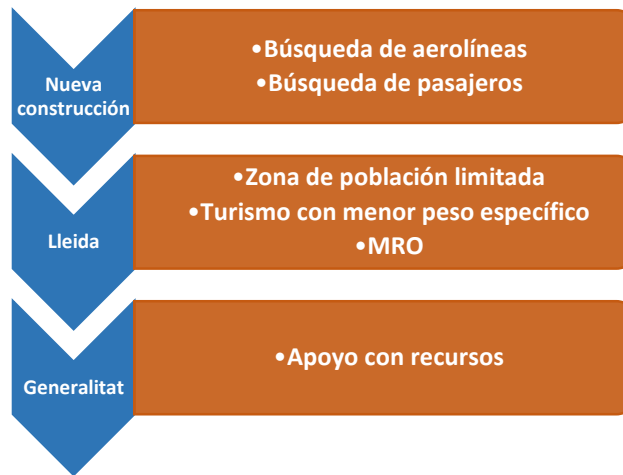 Nueva
construcción
•Búsqueda de aerolíneas
•Búsqueda de pasajeros
Lleida
•Zona de población limitada
•Turismo con menor peso específico
•MRO
Generalitat
•Apoyo con recursos